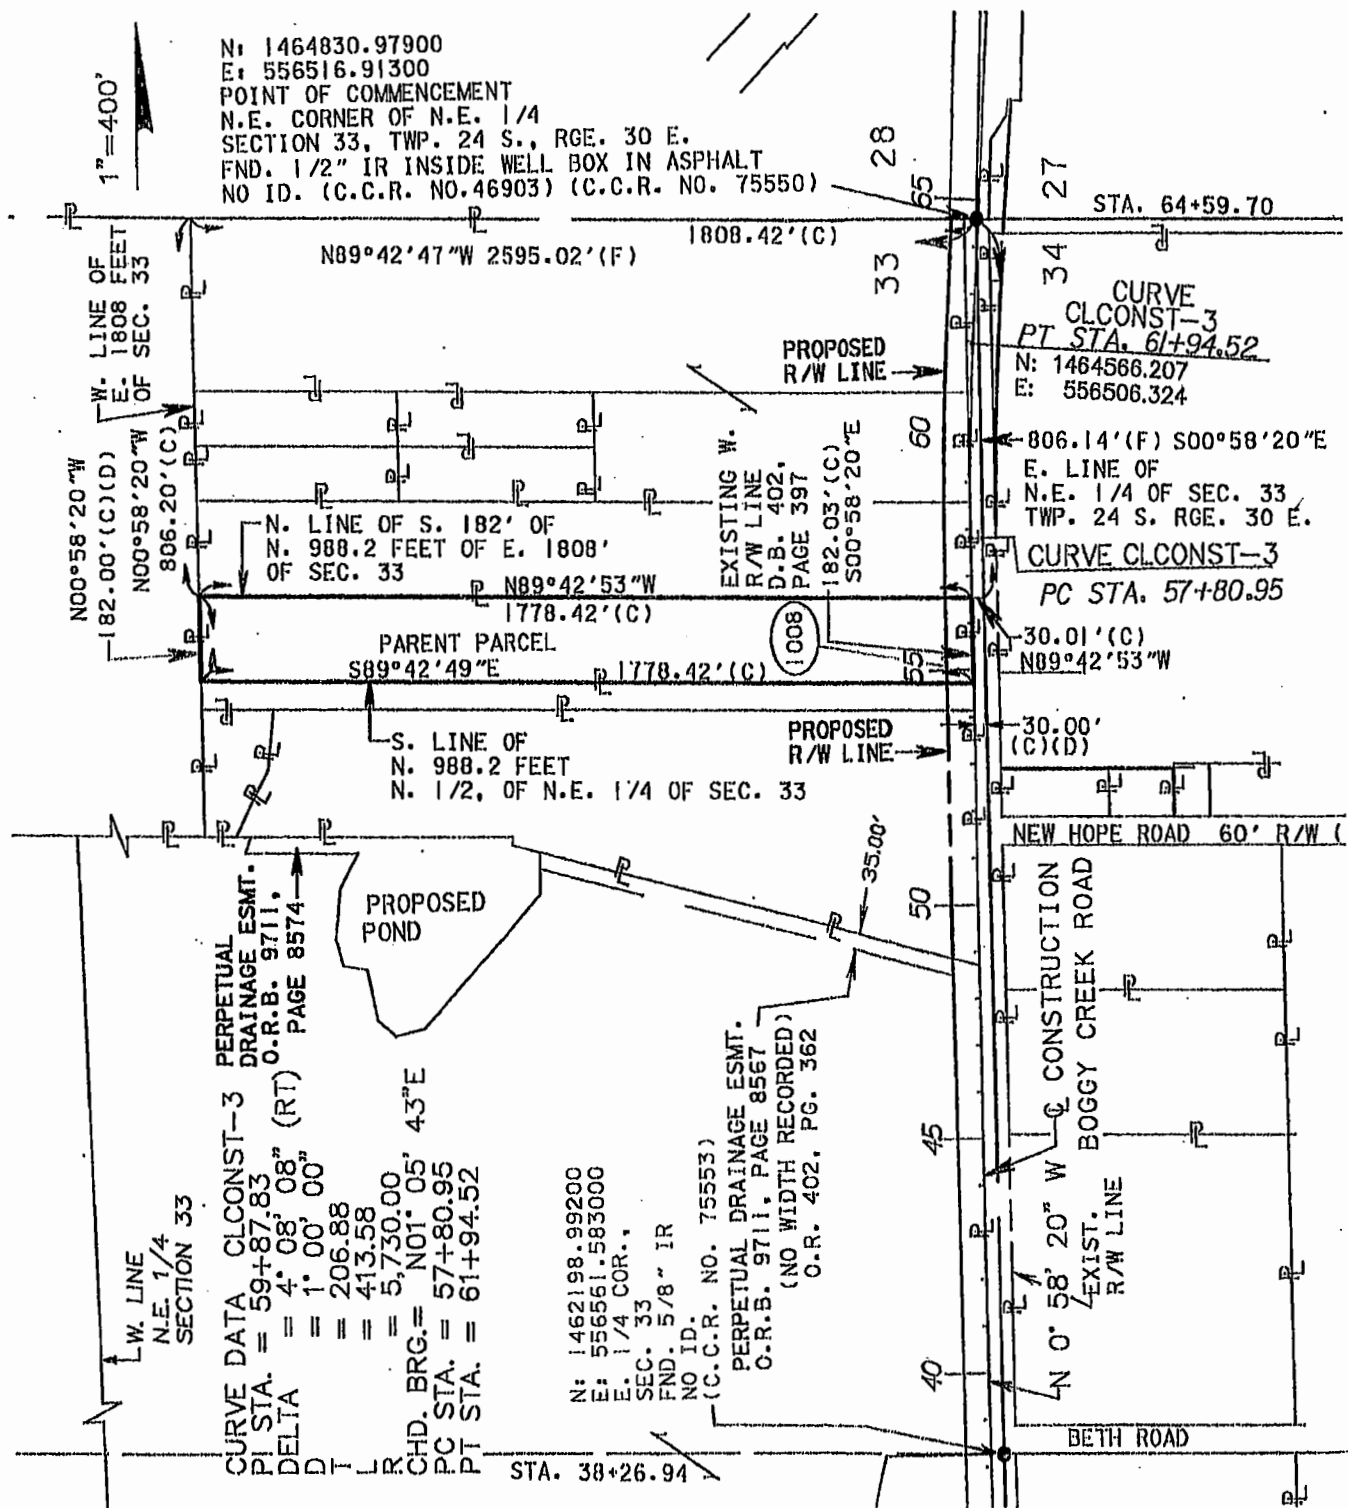 1"=400'
N: 1464830.97900
E: 556516.91300
POINT OF COMMENCEMENT
N.E. CORNER OF N.E. 1/4
SECTION 33, TWP. 24 S., RGE. 30 E.
FND. 1/2" IR INSIDE WELL BOX IN ASPHALT
NO ID. (C.C.R. NO.46903) (C.C.R. NO. 75550)
28
27
65
33
34
STA. 64+59.70
1808.42'(C)
N89°42'47"W 2595.02'(F)
W. LINE OF
E. 1808 FEET
OF SEC. 33
CURVE
CLCONST-3
PT STA. 61+94.52
N: 1464566.207
E: 556506.324
PROPOSED
R/W LINE
60
806.14'(F) S00°58'20"E
E. LINE OF
N.E. 1/4 OF SEC. 33
TWP. 24 S. RGE. 30 E.
CURVE CLCONST-3
PC STA. 57+80.95
EXISTING W.
R/W LINE
D.B. 402,
PAGE 397
182.03'(C)
S00°58'20"E
N00°58'20"W
182.00'(C)(D)
N00°58'20"W
806.20'(C)
N. LINE OF S. 182' OF
N. 988.2 FEET OF E. 1808'
OF SEC. 33
N89°42'53"W
1778.42'(C)
PARENT PARCEL
S89°42'49"E
1778.42'(C)
1008
55
30.01'(C)
N89°42'53"W
30.00'
(C)(D)
PROPOSED
R/W LINE
S. LINE OF
N. 988.2 FEET
N. 1/2, OF N.E. 1/4 OF SEC. 33
NEW HOPE ROAD 60' R/W (
35.00'
PROPOSED
POND
50
PERPETUAL
DRAINAGE ESMT.
O.R.B. 9711,
PAGE 8574
℄ CONSTRUCTION
BOGGY CREEK ROAD
N 0° 58' 20" W
EXIST.
R/W LINE
45
PERPETUAL DRAINAGE ESMT.
O.R.B. 9711, PAGE 8567
(NO WIDTH RECORDED)
O.R. 402, PG. 362
W. LINE
N.E. 1/4
SECTION 33
CURVE DATA CLCONST-3
PI STA. = 59+87.83
DELTA = 4° 08' 08" (RT)
D = 1° 00' 00"
T = 206.88
L = 413.58
R = 5,730.00
CHD. BRG.= N01° 05' 43"E
PC STA. = 57+80.95
PT STA. = 61+94.52
N: 1462198.99200
E: 556561.583000
E. 1/4 COR.,
SEC. 33
FND. 5/8" IR
NO ID.
(C.C.R. NO. 75553)
40
BETH ROAD
STA. 38+26.94